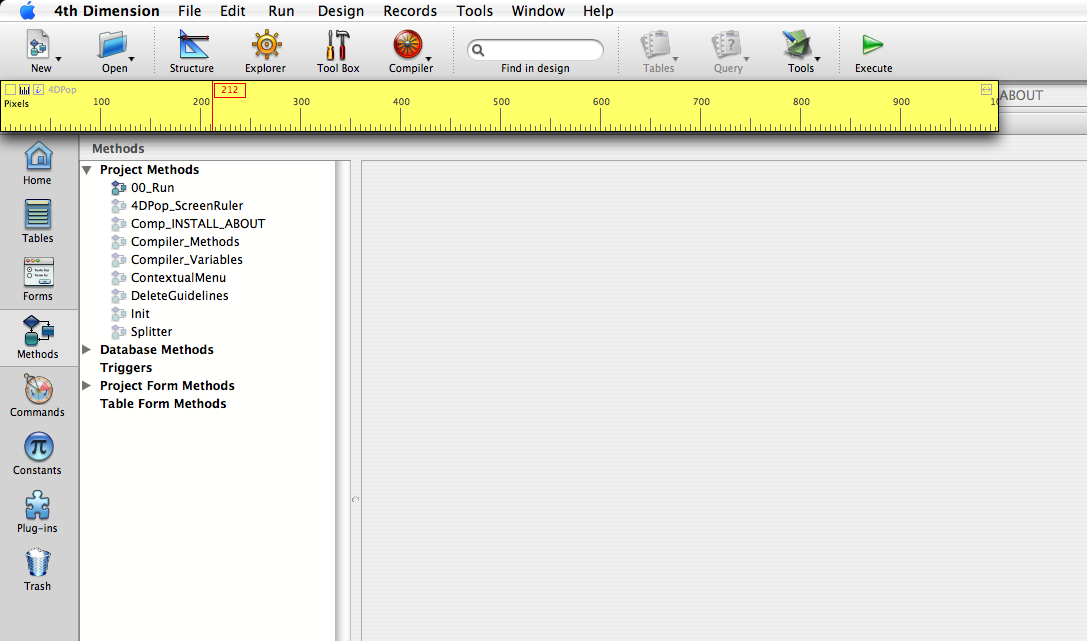 4th Dimension File Edit Run Design Records Tools Window Help
New Open Structure Explorer Tool Box Compiler Find in design Tables Query Tools Execute
4DPop 212
Pixels 100 200 300 400 500 600 700 800 900 10
ABOUT
Methods
Home
Tables
Forms
Methods
Commands
Constants
Plug-ins
Trash
Project Methods
00_Run
4DPop_ScreenRuler
Comp_INSTALL_ABOUT
Compiler_Methods
Compiler_Variables
ContextualMenu
DeleteGuidelines
Init
Splitter
Database Methods
Triggers
Project Form Methods
Table Form Methods